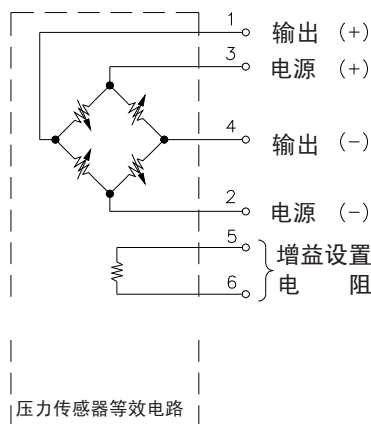 1 输出 (+)
3 电源 (+)
4 输出 (-)
2 电源 (-)
5 增益设置
6 电 阻
压力传感器等效电路